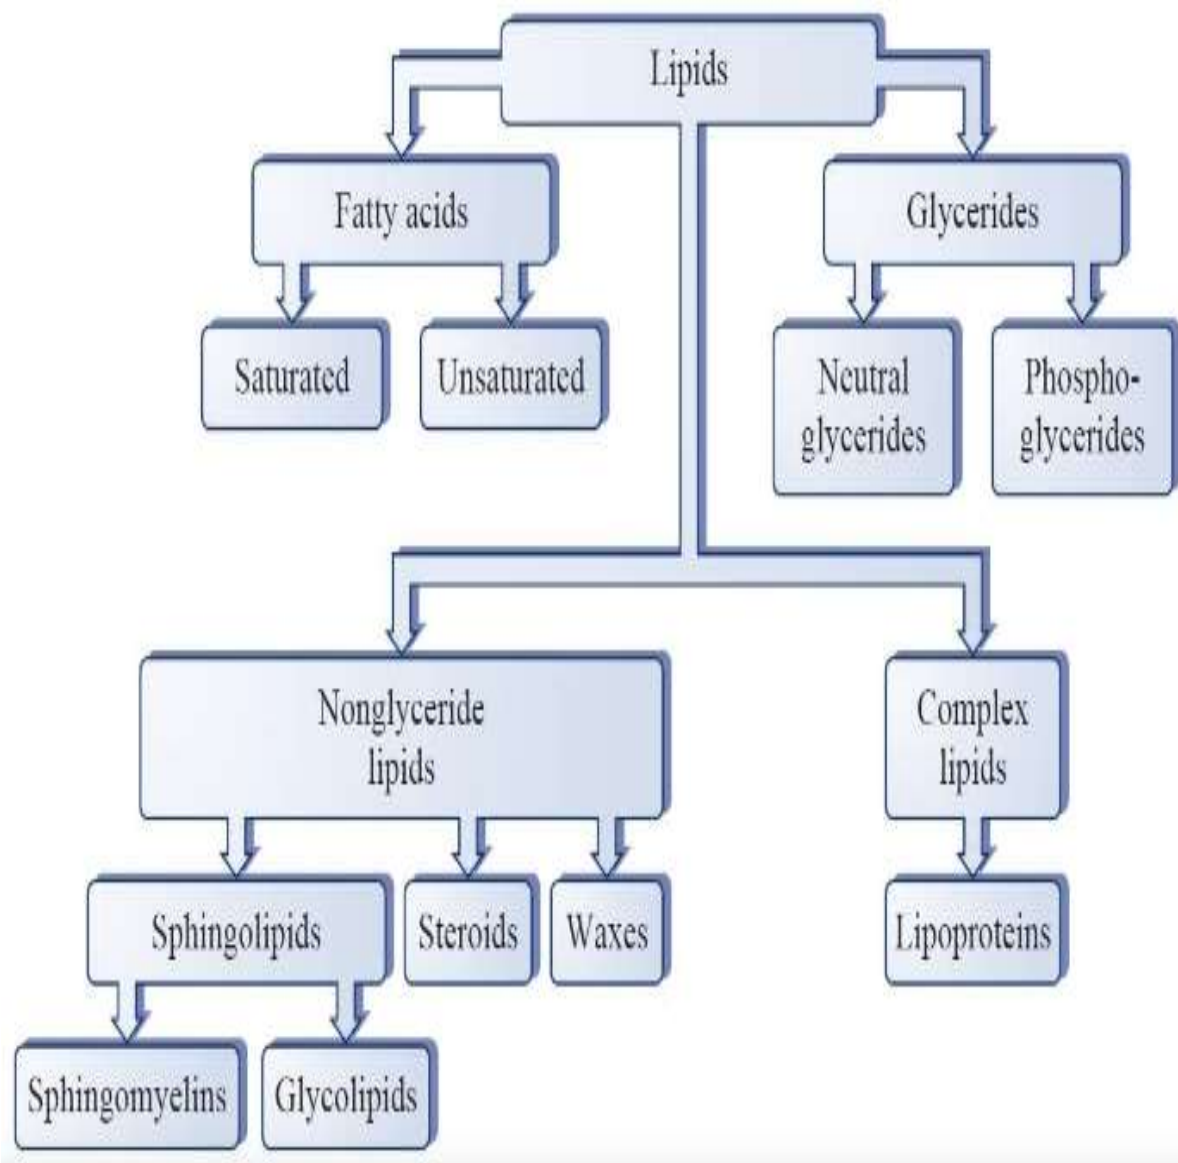 Lipids
Fatty acids
Glycerides
Saturated
Unsaturated
Neutral
glycerides
Phospho-
glycerides
Nonglyceride
lipids
Complex
lipids
Sphingolipids
Steroids
Waxes
Lipoproteins
Sphingomyelins
Glycolipids